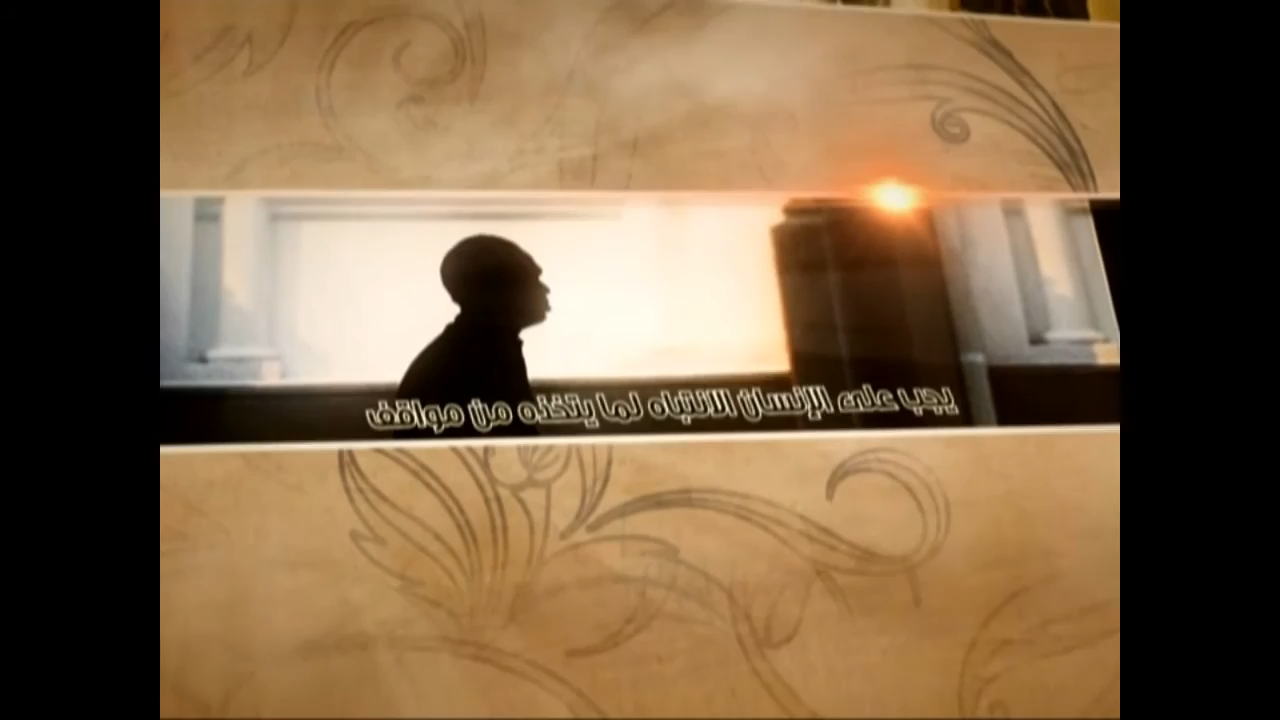 يجب على الإنسان الانتباه لما يتخذه من مواقف